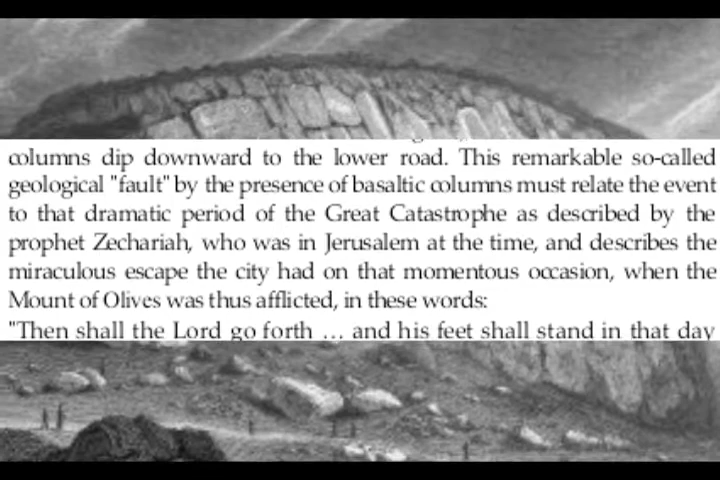 columns dip downward to the lower road. This remarkable so-called
geological "fault" by the presence of basaltic columns must relate the event
to that dramatic period of the Great Catastrophe as described by the
prophet Zechariah, who was in Jerusalem at the time, and describes the
miraculous escape the city had on that momentous occasion, when the
Mount of Olives was thus afflicted, in these words:
"Then shall the Lord go forth ... and his feet shall stand in that day